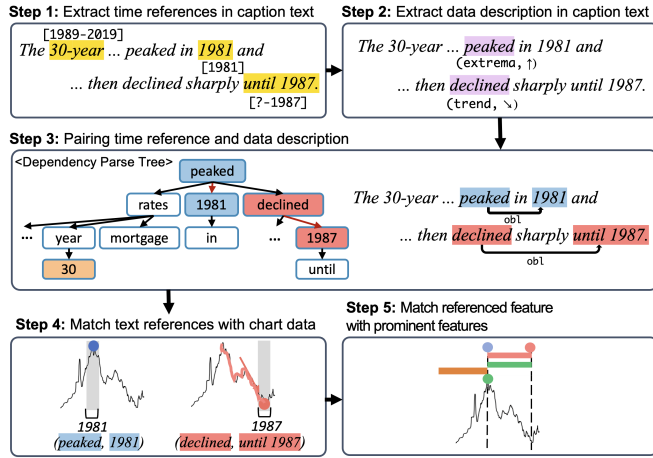 Step 1: Extract time references in caption text
[1989-2019]
The 30-year ... peaked in 1981 and
[1981]
... then declined sharply until 1987.
[?-1987]
Step 2: Extract data description in caption text
The 30-year ... peaked in 1981 and
(extrema, ↑)
... then declined sharply until 1987.
(trend, ↘)
Step 3: Pairing time reference and data description
<Dependency Parse Tree>
peaked
rates 1981 declined
... year mortgage in ... 1987
30 until
The 30-year ... peaked in 1981 and
obl
... then declined sharply until 1987.
obl
Step 4: Match text references with chart data
1981
(peaked, 1981)
1987
(declined, until 1987)
Step 5: Match referenced feature
with prominent features